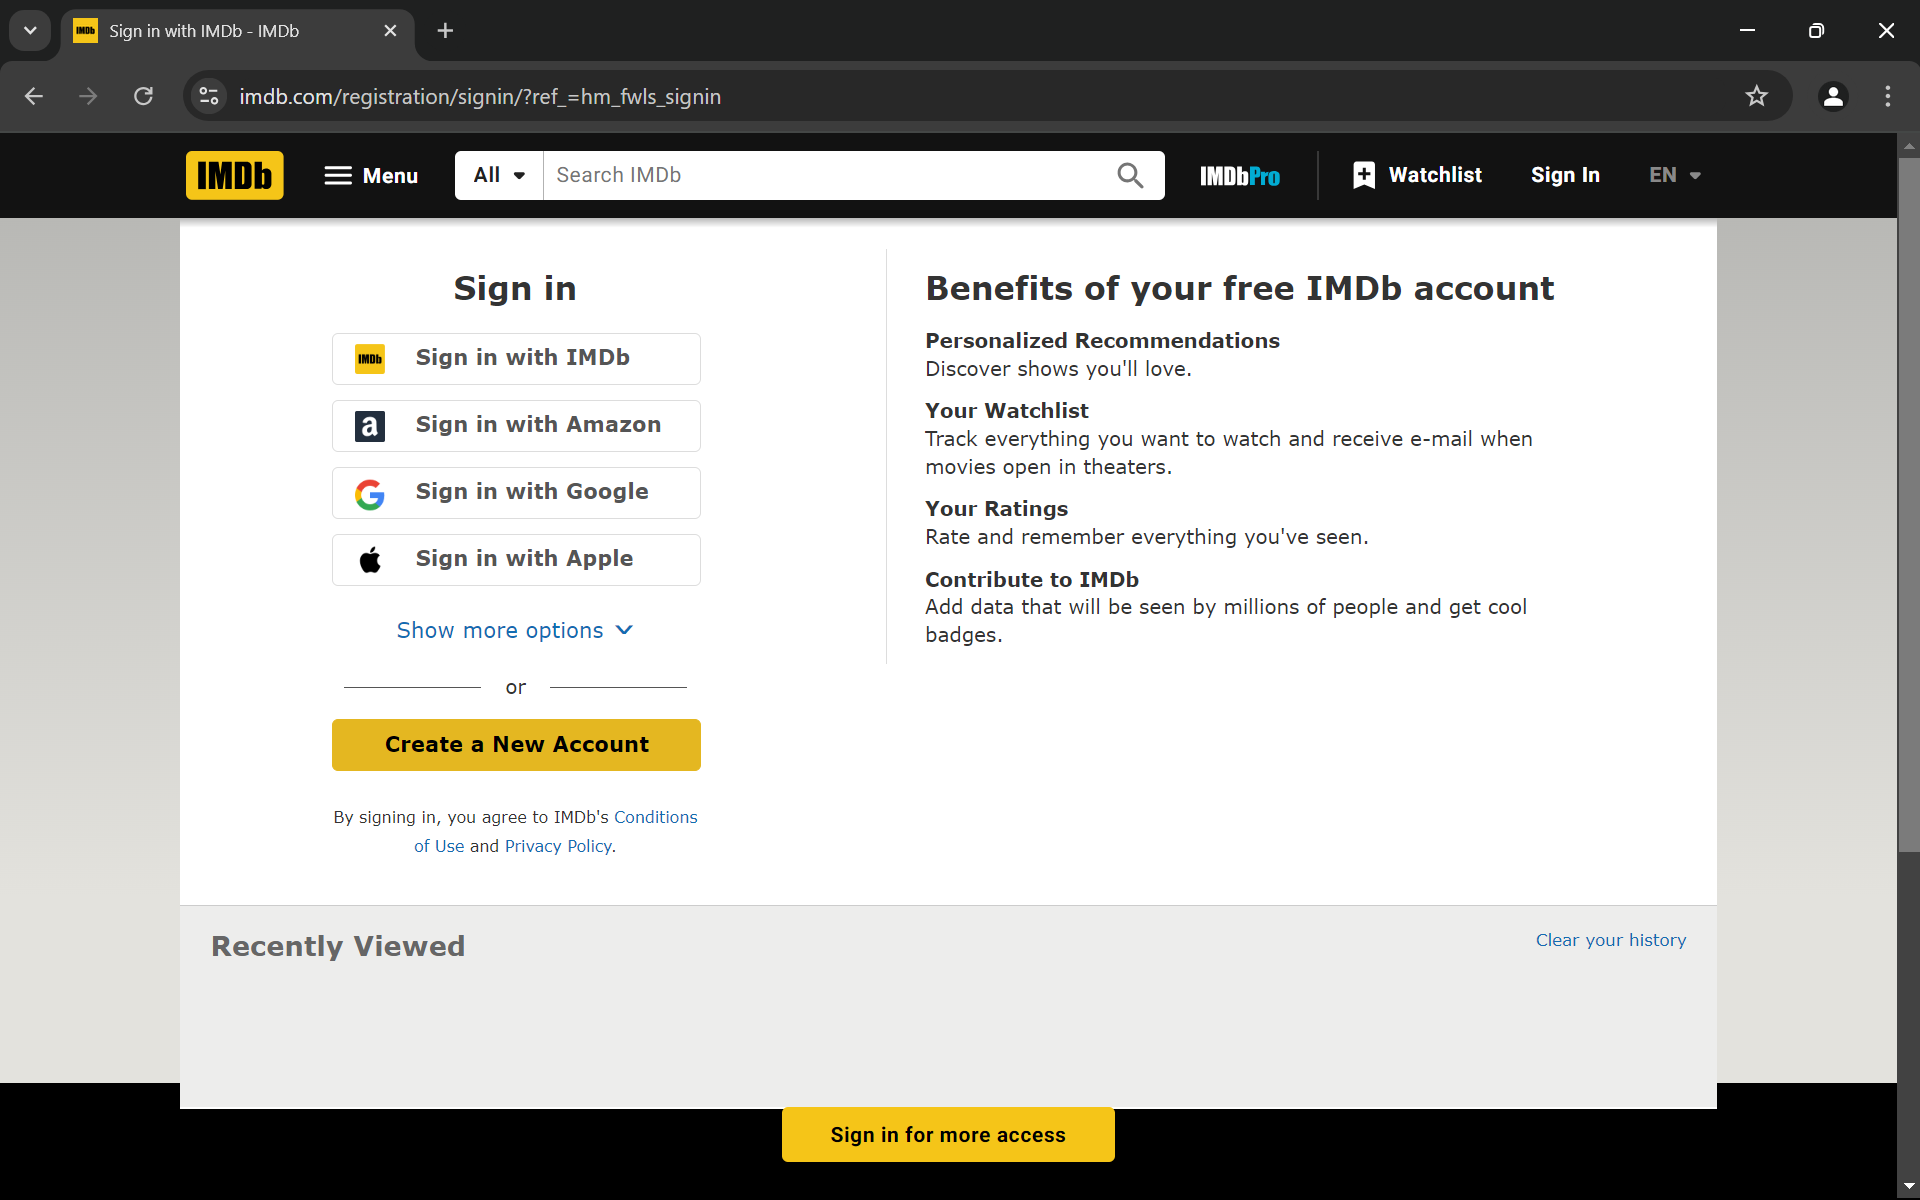 Sign in with IMDb - IMDb
imdb.com/registration/signin/?ref_=hm_fwls_signin
IMDb
Menu
All
Search IMDb
IMDbPro
Watchlist
Sign In
EN
Sign in
IMDb Sign in with IMDb
Sign in with Amazon
Sign in with Google
Sign in with Apple
Show more options
or
Create a New Account
By signing in, you agree to IMDb's Conditions
of Use and Privacy Policy.
Benefits of your free IMDb account
Personalized Recommendations
Discover shows you'll love.
Your Watchlist
Track everything you want to watch and receive e-mail when
movies open in theaters.
Your Ratings
Rate and remember everything you've seen.
Contribute to IMDb
Add data that will be seen by millions of people and get cool
badges.
Recently Viewed
Clear your history
Sign in for more access